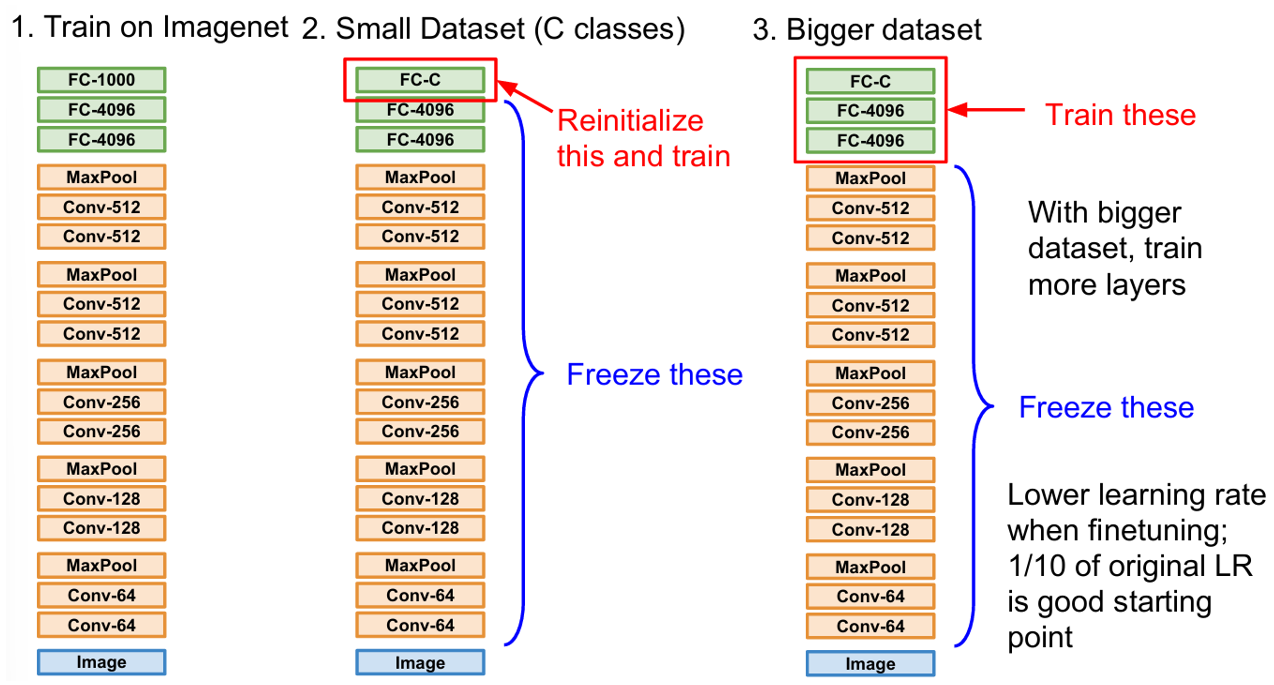 1. Train on Imagenet
FC-1000
FC-4096
FC-4096
MaxPool
Conv-512
Conv-512
MaxPool
Conv-512
Conv-512
MaxPool
Conv-256
Conv-256
MaxPool
Conv-128
Conv-128
MaxPool
Conv-64
Conv-64
Image
2. Small Dataset (C classes)
FC-C
FC-4096
FC-4096
MaxPool
Conv-512
Conv-512
MaxPool
Conv-512
Conv-512
MaxPool
Conv-256
Conv-256
MaxPool
Conv-128
Conv-128
MaxPool
Conv-64
Conv-64
Image
Reinitialize
this and train
Freeze these
3. Bigger dataset
FC-C
FC-4096
FC-4096
MaxPool
Conv-512
Conv-512
MaxPool
Conv-512
Conv-512
MaxPool
Conv-256
Conv-256
MaxPool
Conv-128
Conv-128
MaxPool
Conv-64
Conv-64
Image
Train these
With bigger
dataset, train
more layers
Freeze these
Lower learning rate
when finetuning;
1/10 of original LR
is good starting
point